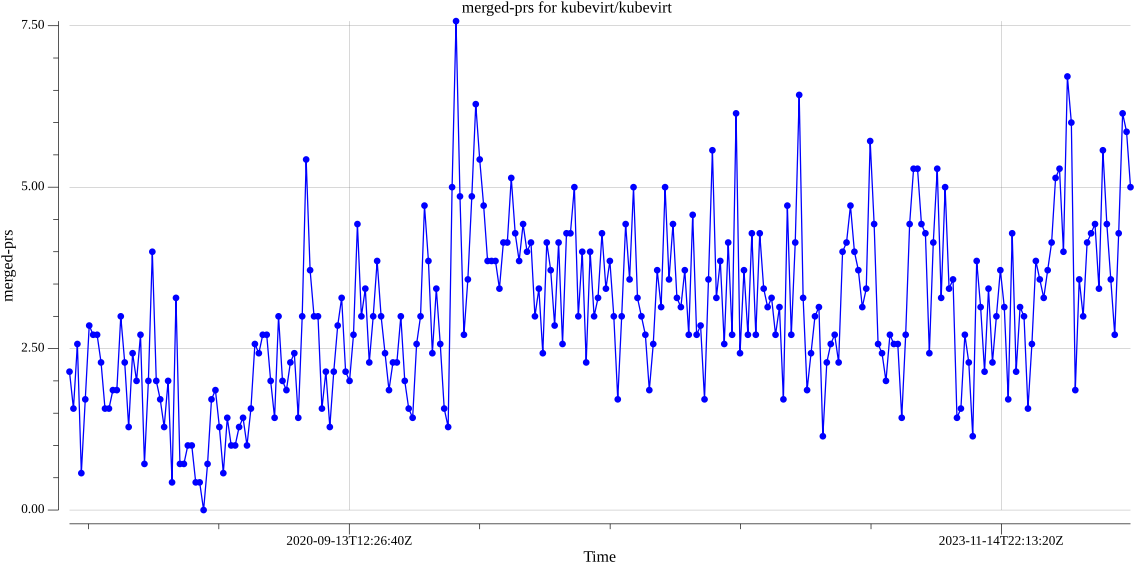 merged-prs for kubevirt/kubevirt
7.50
5.00
2.50
0.00
merged-prs
2020-09-13T12:26:40Z
2023-11-14T22:13:20Z
Time